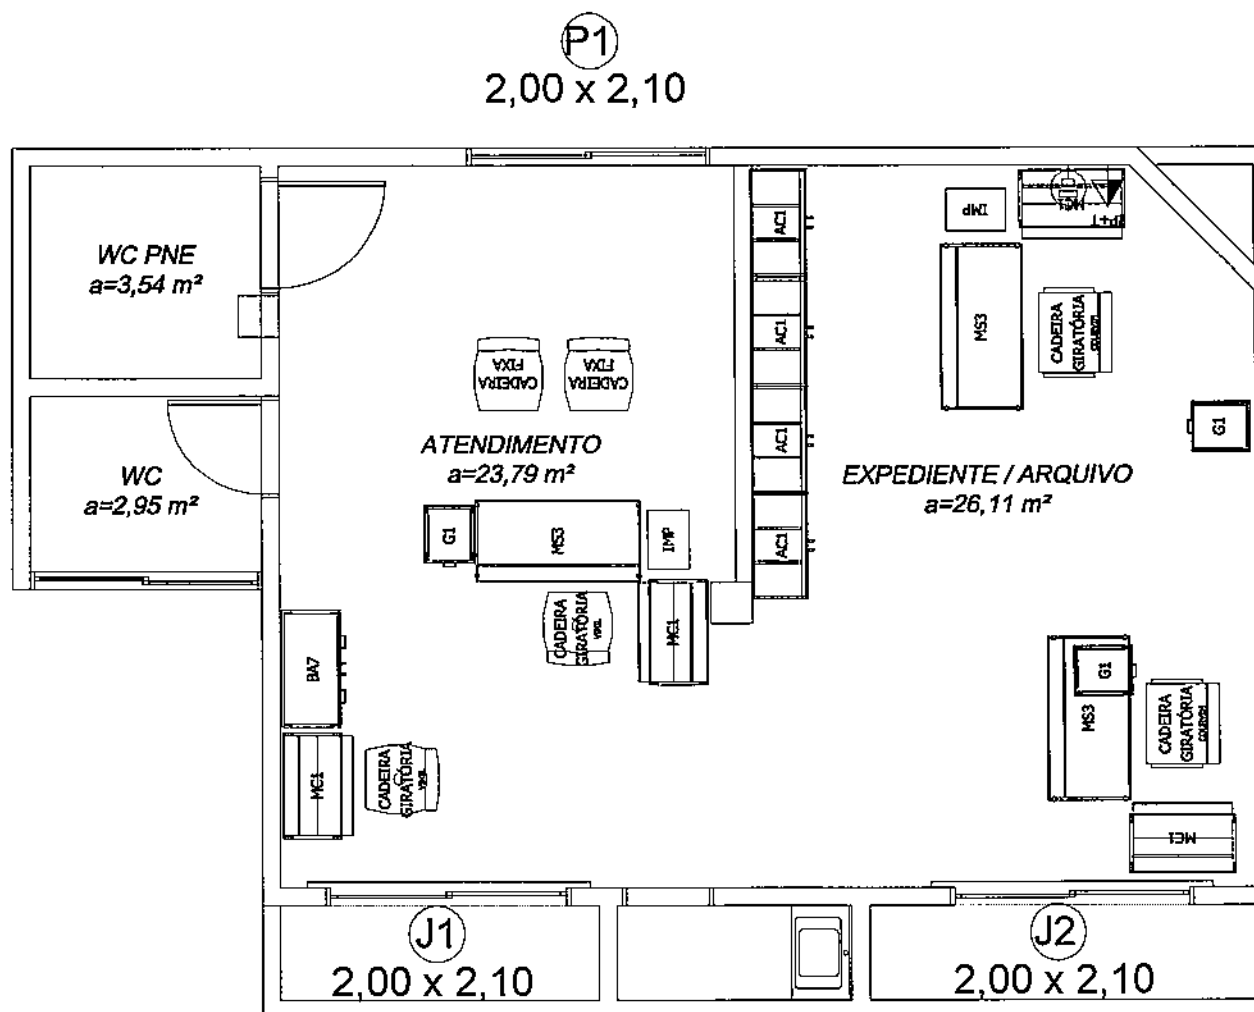 P1
2,00 x 2,10
WC PNE
a=3,54 m²
WC
a=2,95 m²
ATENDIMENTO
a=23,79 m²
EXPEDIENTE / ARQUIVO
a=26,11 m²
CADEIRA
FIXA
CADEIRA
FIXA
AC1
AC1
AC1
AC1
IMP
MC1
2P+T
MS3
CADEIRA
GIRATÓRIA
G1
G1
MS3
IMP
CADEIRA
GIRATÓRIA
MC1
BA7
MC1
CADEIRA
GIRATÓRIA
G1
MS3
CADEIRA
GIRATÓRIA
MC1
J1
2,00 x 2,10
J2
2,00 x 2,10